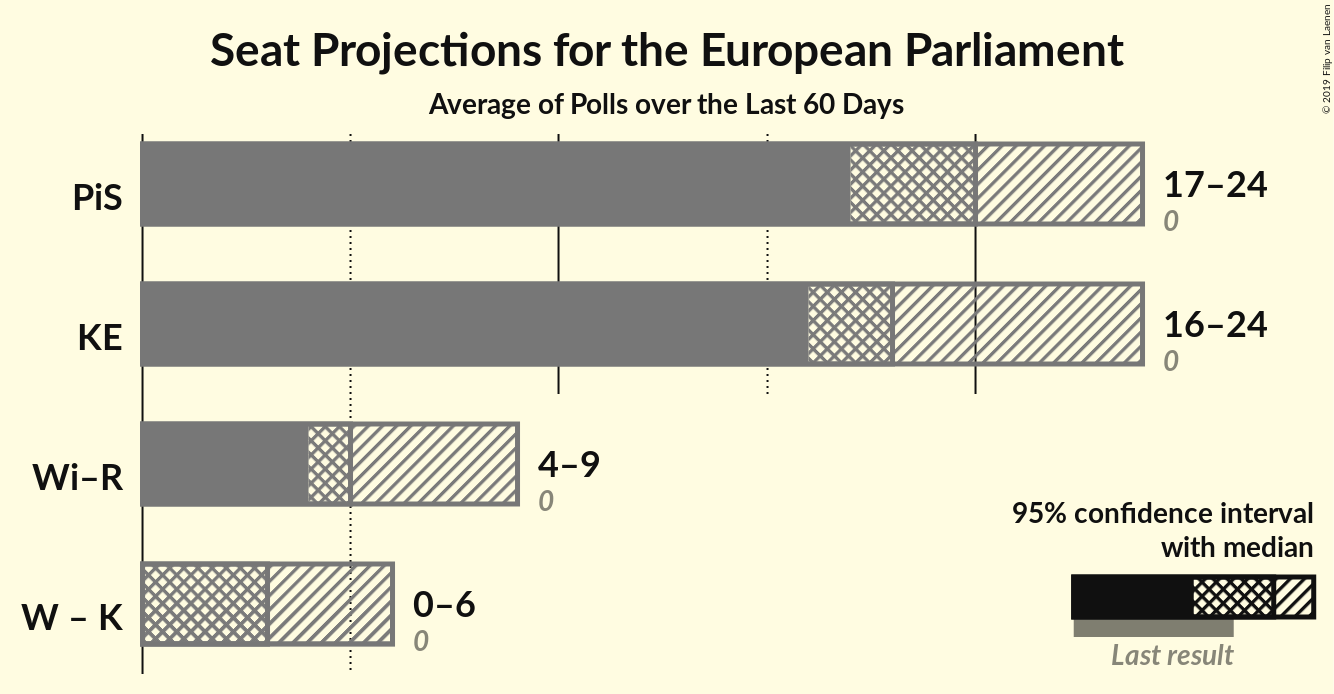 Seat Projections for the European Parliament
Average of Polls over the Last 60 Days
© 2019 Filip van Laenen
PiS
17–24
0
KE
16–24
0
Wi–R
4–9
0
W – K
0–6
0
95% confidence interval
with median
Last result